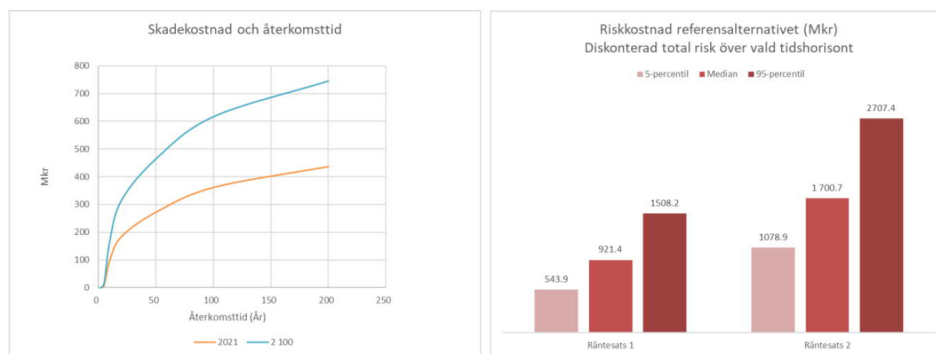 Skadekostnad och återkomsttid
800
700
600
500
400
300
200
100
0
Mkr
0 50 100 150 200 250
Återkomsttid (År)
2021 2 100
Riskkostnad referensalternativet (Mkr)
Diskonterad total risk över vald tidshorisont
5-percentil Median 95-percentil
2707.4
1 700.7
1508.2
1078.9
921.4
543.9
Räntesats 1 Räntesats 2